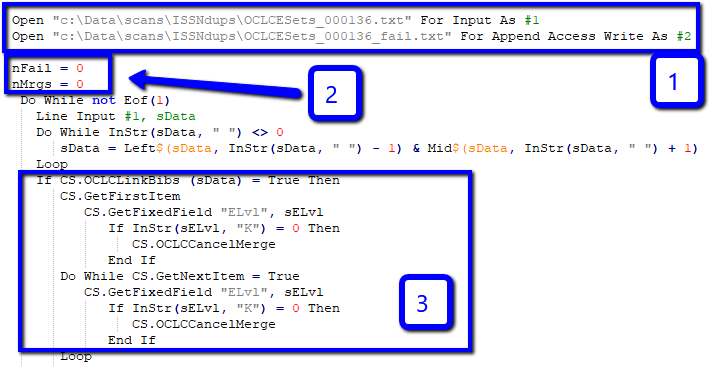 Open "c:\Data\scans\ISSNdups\OCLCESets_000136.txt" For Input As #1
Open "c:\Data\scans\ISSNdups\OCLCESets_000136_fail.txt" For Append Access Write As #2
1
nFail = 0
nMrgs = 0
2
Do While not Eof(1)
Line Input #1, sData
Do While InStr(sData, " ") <> 0
sData = Left$(sData, InStr(sData, " ") - 1) & Mid$(sData, InStr(sData, " ") + 1)
Loop
If CS.OCLCLinkBibs (sData) = True Then
CS.GetFirstItem
CS.GetFixedField "ELvl", sELvl
If InStr(sELvl, "K") = 0 Then
CS.OCLCCancelMerge
End If
Do While CS.GetNextItem = True
CS.GetFixedField "ELvl", sELvl
If InStr(sELvl, "K") = 0 Then
CS.OCLCCancelMerge
End If
Loop
3